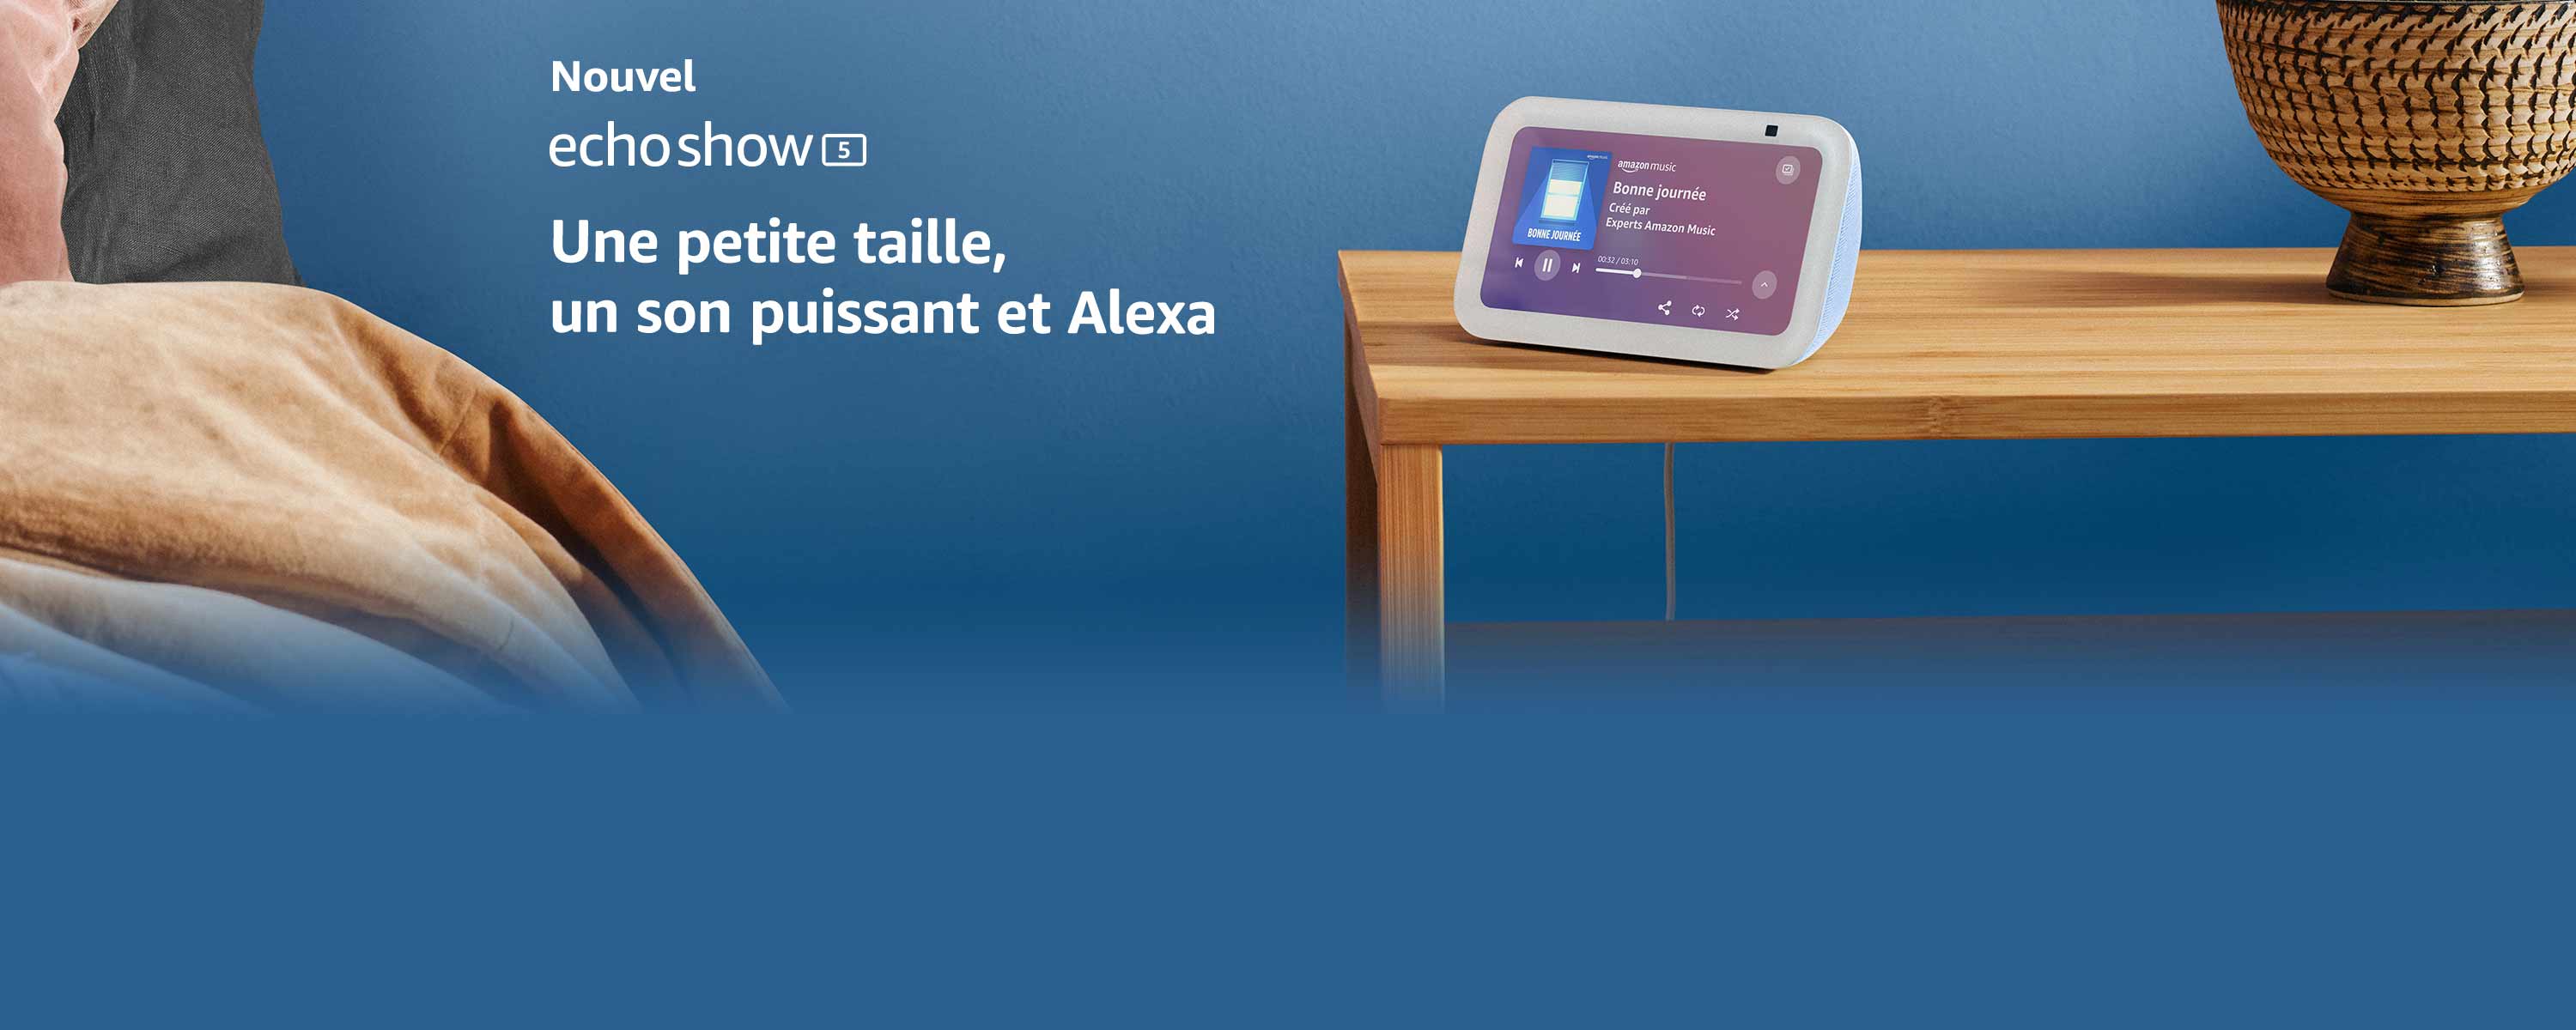 Nouvel
echo show 5
Une petite taille,
un son puissant et Alexa
amazon music
Bonne journée
Créé par
Experts Amazon Music
BONNE JOURNÉE
00:32 / 03:10